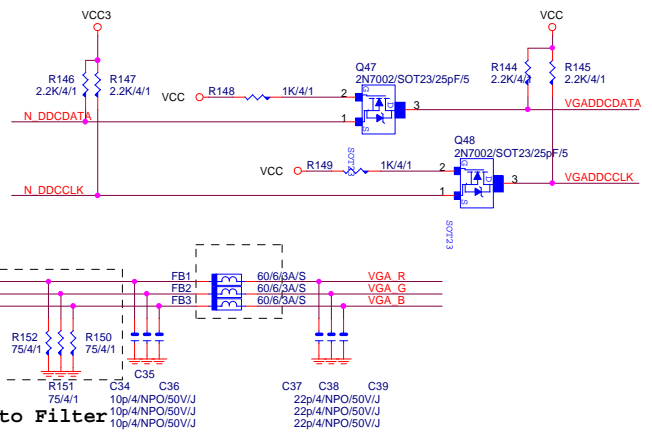 VCC3
VCC
R146
2.2K/4/1
R147
2.2K/4/1
Q47
2N7002/SOT23/25pF/5
R144
2.2K/4/1
R145
2.2K/4/1
VCC
R148
1K/4/1
2
G
3
VGADDCDATA
N_DDCDATA
1
S
Q48
2N7002/SOT23/25pF/5
VCC
R149
SOT23
1K/4/1
2
G
3
VGADDCCLK
N_DDCCLK
1
S
SOT23
FB1
60/6/3A/S
VGA_R
FB2
60/6/3A/S
VGA_G
FB3
60/6/3A/S
VGA_B
R152
75/4/1
R150
75/4/1
R151
75/4/1
C35
C34
C36
10p/4/NPO/50V/J
10p/4/NPO/50V/J
10p/4/NPO/50V/J
C37
C38
C39
22p/4/NPO/50V/J
22p/4/NPO/50V/J
22p/4/NPO/50V/J
to Filter